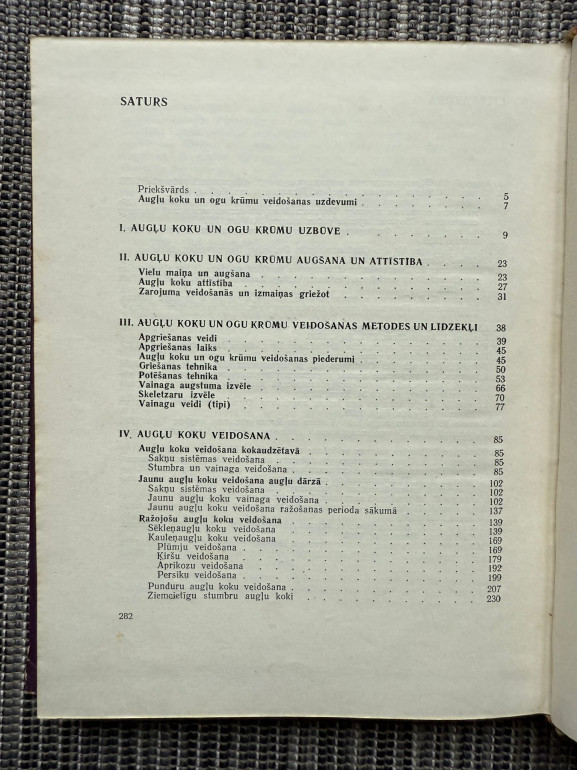 SATURS
Priekšvārds . . . . . . . . . . . . . . 5
Augļu koku un ogu krūmu veidošanas uzdevumi . . . . . . 7
I. AUGĻU KOKU UN OGU KRŪMU UZBŪVE . . . . . . . 9
II. AUGĻU KOKU UN OGU KRŪMU AUGŠANA UN ATTĪSTĪBA . . . . 23
Vielu maiņa un augšana . . . . . . . . . . . 23
Augļu koku attīstība . . . . . . . . . . . 27
Zarojuma veidošanās un izmaiņas griežot . . . . . . . 31
III. AUGĻU KOKU UN OGU KRŪMU VEIDOŠANAS METODES UN LĪDZEKĻI 38
Apgriešanas veidi . . . . . . . . . . . . 39
Apgriešanas laiks . . . . . . . . . . . . 45
Augļu koku un ogu krūmu veidošanas piederumi . . . . . . 45
Griešanas tehnika . . . . . . . . . . . . 50
Potēšanas tehnika . . . . . . . . . . . . 53
Vainaga augstuma izvēle . . . . . . . . . . 66
Skeletzaru izvēle . . . . . . . . . . . . 70
Vainagu veidi (tipi) . . . . . . . . . . . 77
IV. AUGĻU KOKU VEIDOŠANA . . . . . . . . . . 85
Augļu koku veidošana kokaudzētavā . . . . . . . . 85
Sakņu sistēmas veidošana . . . . . . . . . . 85
Stumbra un vainaga veidošana . . . . . . . . . 85
Jaunu augļu koku veidošana augļu dārzā . . . . . . . 102
Sakņu sistēmas veidošana . . . . . . . . . . 102
Jaunu augļu koku vainaga veidošana . . . . . . . . 102
Jaunu augļu koku veidošana ražošanas perioda sākumā . . . . 137
Ražojošu augļu koku veidošana . . . . . . . . . 139
Sēkleņaugļu koku veidošana . . . . . . . . . 139
Kauleņaugļu koku veidošana . . . . . . . . . 169
Plūmju veidošana . . . . . . . . . . . 169
Ķiršu veidošana . . . . . . . . . . . 179
Aprikozu veidošana . . . . . . . . . . 192
Persiku veidošana . . . . . . . . . . . 199
Punduru augļu koku veidošana . . . . . . . . . 207
Ziemcietīgu stumbru augļu koki . . . . . . . . 230
282